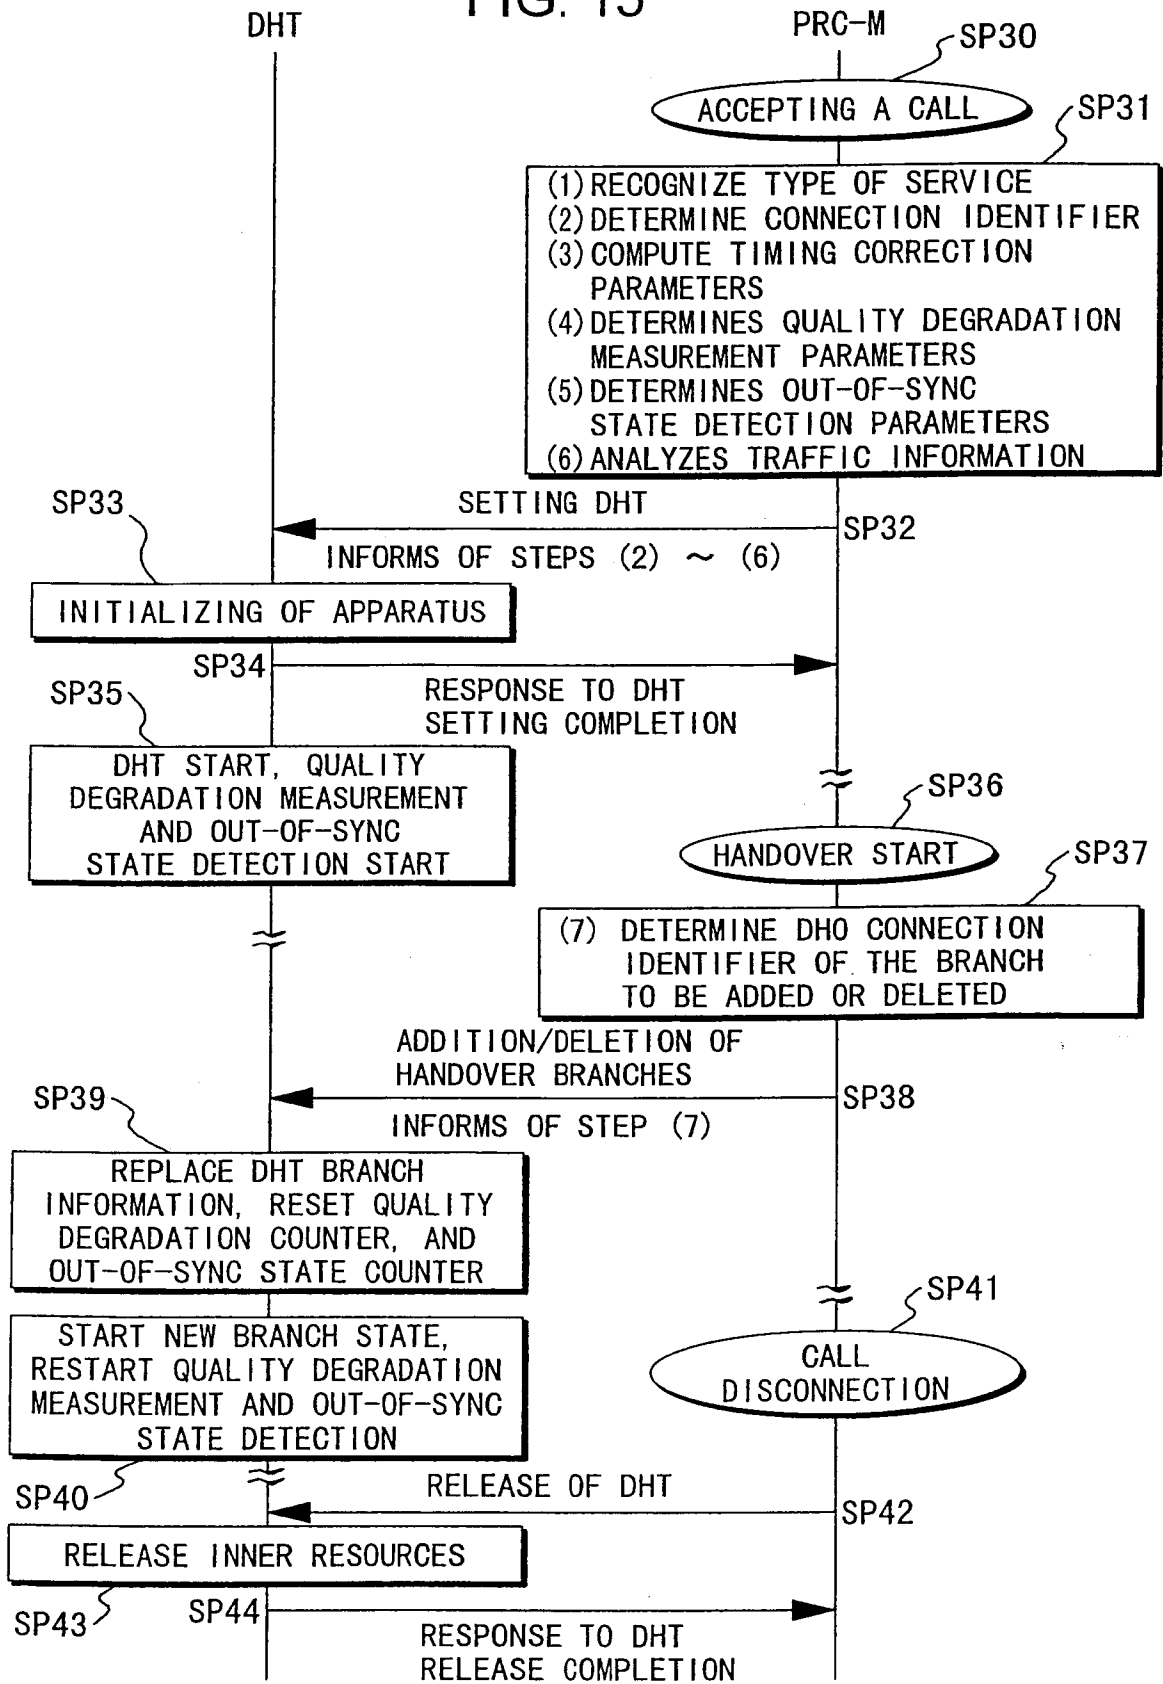 FIG. 15
DHT
PRC-M
SP30
ACCEPTING A CALL
SP31
(1) RECOGNIZE TYPE OF SERVICE
(2) DETERMINE CONNECTION IDENTIFIER
(3) COMPUTE TIMING CORRECTION
PARAMETERS
(4) DETERMINES QUALITY DEGRADATION
MEASUREMENT PARAMETERS
(5) DETERMINES OUT-OF-SYNC
STATE DETECTION PARAMETERS
(6) ANALYZES TRAFFIC INFORMATION
SP33
SETTING DHT
SP32
INFORMS OF STEPS (2) ~ (6)
INITIALIZING OF APPARATUS
SP34
SP35
RESPONSE TO DHT
SETTING COMPLETION
DHT START, QUALITY
DEGRADATION MEASUREMENT
AND OUT-OF-SYNC
STATE DETECTION START
SP36
HANDOVER START
SP37
(7) DETERMINE DHO CONNECTION
IDENTIFIER OF THE BRANCH
TO BE ADDED OR DELETED
ADDITION/DELETION OF
HANDOVER BRANCHES
SP39
SP38
INFORMS OF STEP (7)
REPLACE DHT BRANCH
INFORMATION, RESET QUALITY
DEGRADATION COUNTER, AND
OUT-OF-SYNC STATE COUNTER
SP41
START NEW BRANCH STATE,
RESTART QUALITY DEGRADATION
MEASUREMENT AND OUT-OF-SYNC
STATE DETECTION
CALL
DISCONNECTION
SP40
RELEASE OF DHT
SP42
RELEASE INNER RESOURCES
SP43
SP44
RESPONSE TO DHT
RELEASE COMPLETION